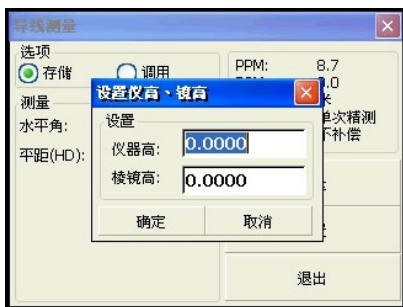 导线测量
选项
存储 调用
PPM: 8.7
.0
米
单次精测
不补偿
测量
水平角:
平距(HD):
设置仪高、镜高
设置
仪器高: 0.0000
棱镜高: 0.0000
确定 取消
退出